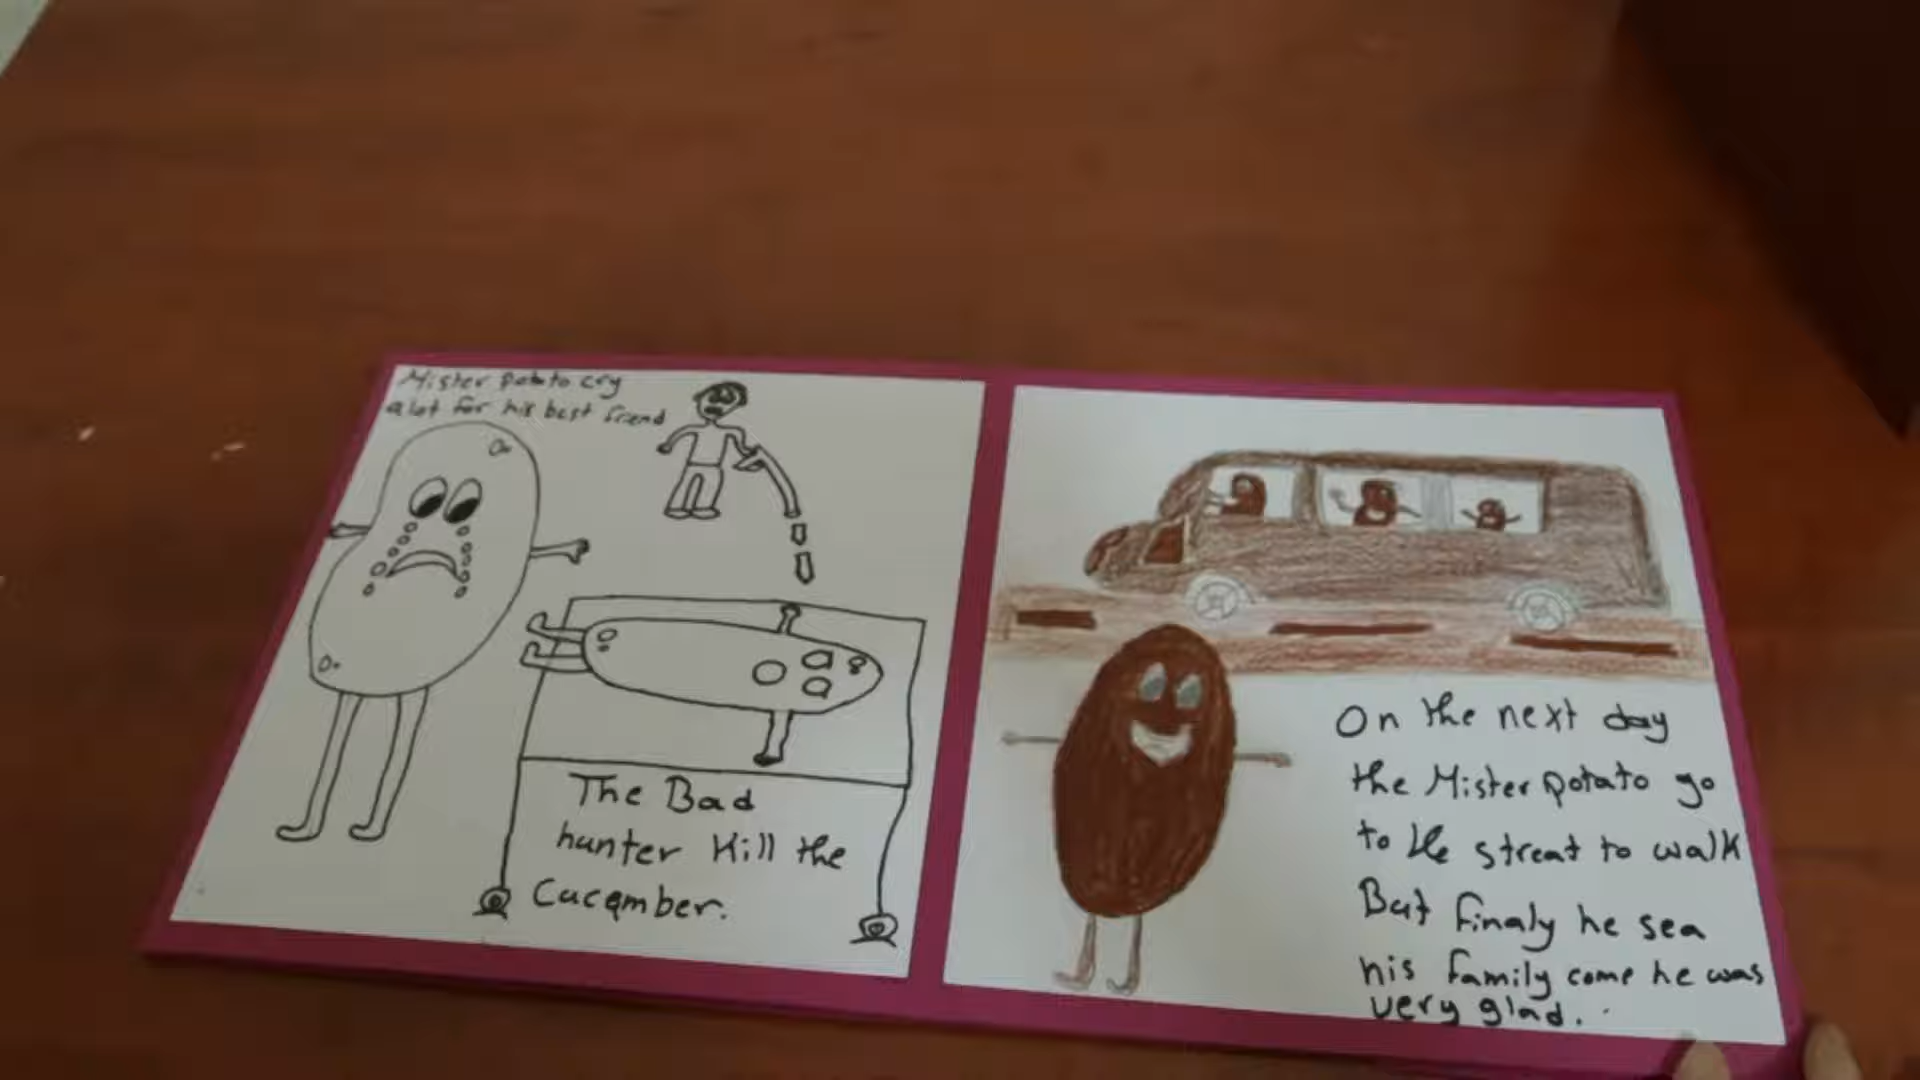 Mister potato cry
a lot for his best friend
The Bad
hunter Kill the
Cucamber.
On the next day
the Mister potato go
to the streat to walk
But finaly he sea
his family come he was
very glad.